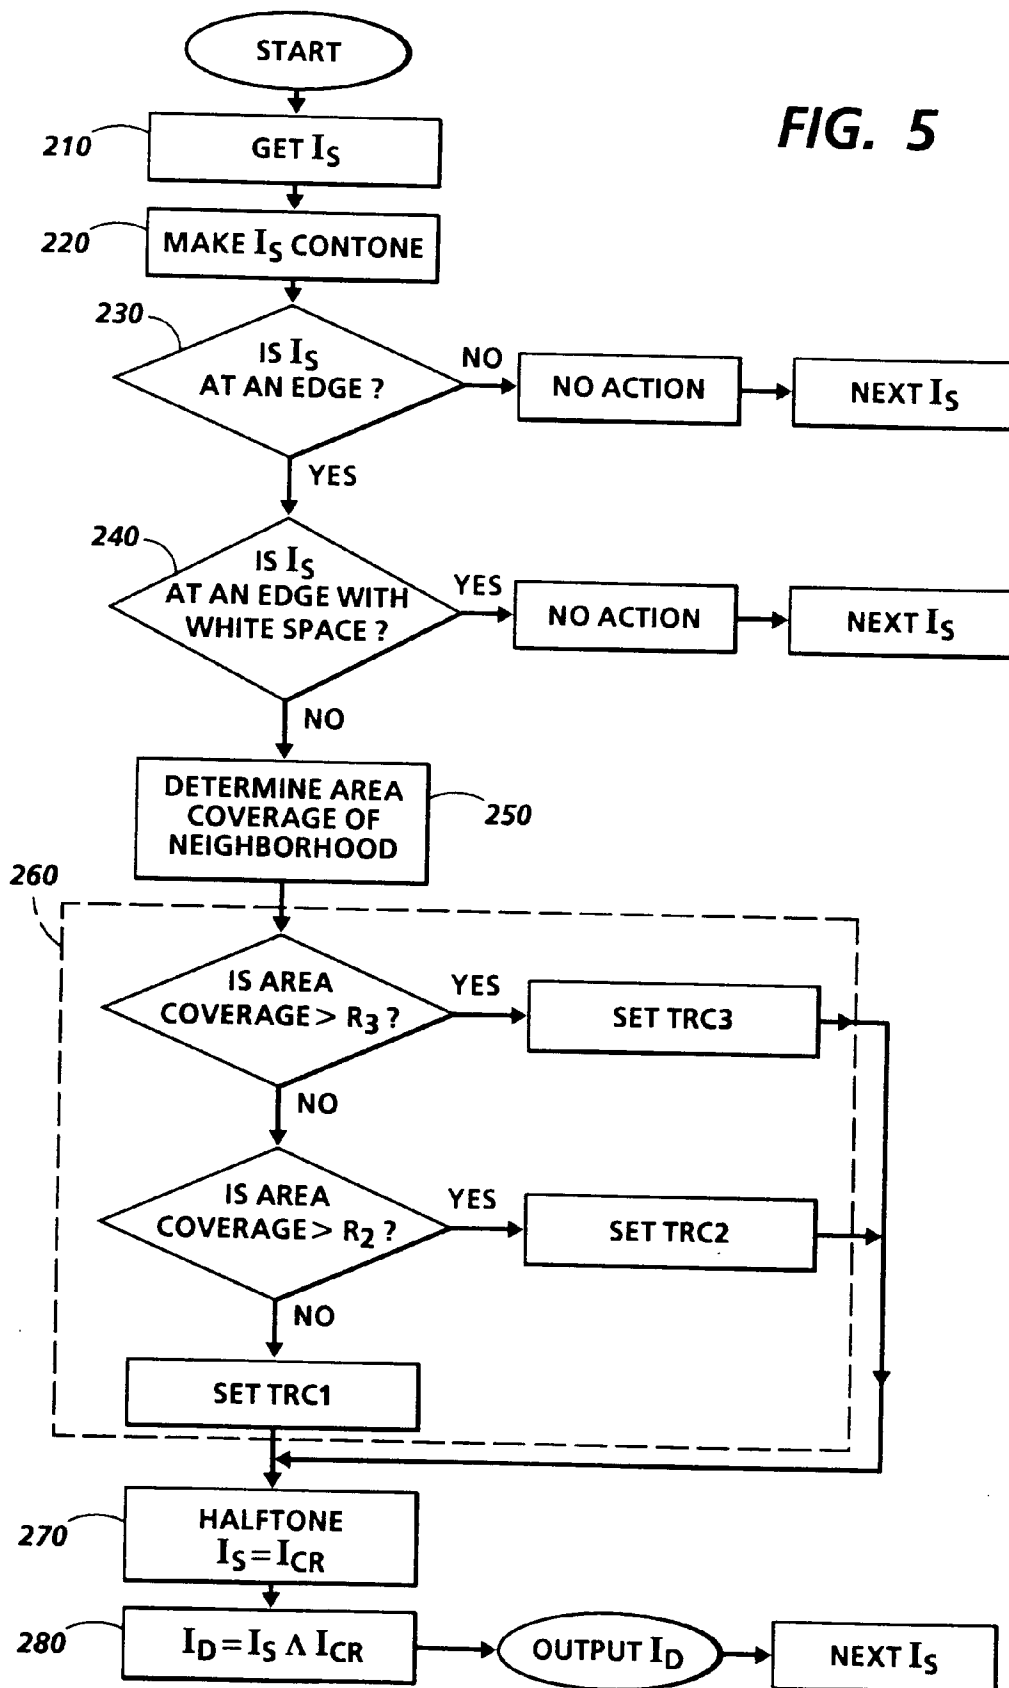 START
FIG. 5
210
GET IS
220
MAKE IS CONTONE
230
IS IS
AT AN EDGE ?
NO
NO ACTION
NEXT IS
YES
240
IS IS
AT AN EDGE WITH
WHITE SPACE ?
YES
NO ACTION
NEXT IS
NO
DETERMINE AREA
COVERAGE OF
NEIGHBORHOOD
250
260
IS AREA
COVERAGE > R3 ?
YES
SET TRC3
NO
IS AREA
COVERAGE > R2 ?
YES
SET TRC2
NO
SET TRC1
270
HALFTONE
IS = ICR
280
ID = IS Λ ICR
OUTPUT ID
NEXT IS